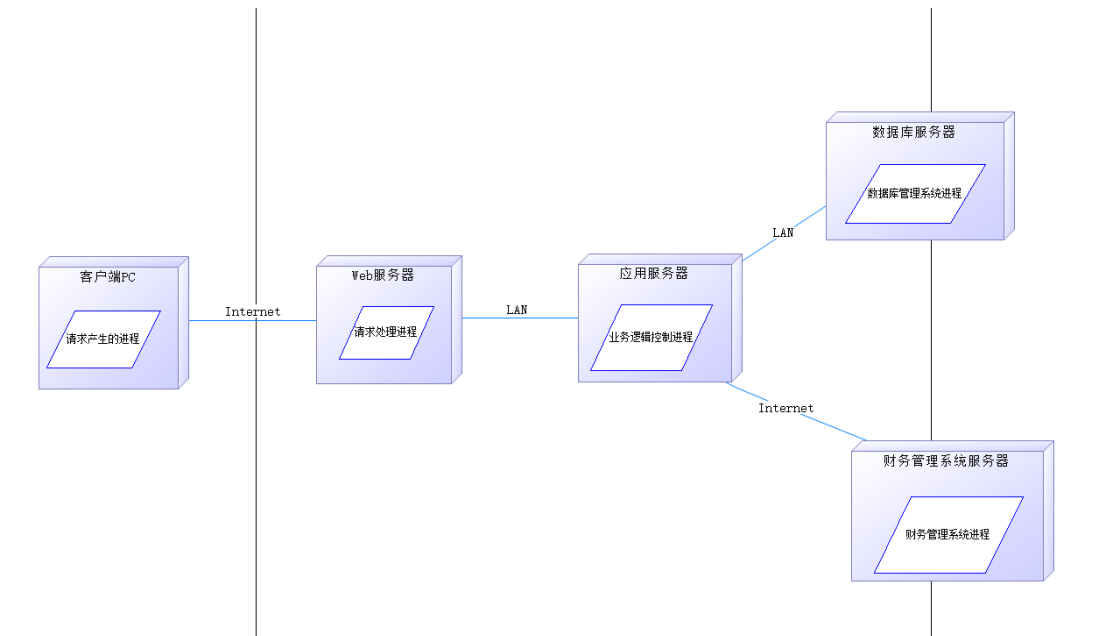 客户端PC
请求产生的进程
Internet
Web服务器
请求处理进程
LAN
应用服务器
业务逻辑控制进程
LAN
数据库服务器
数据库管理系统进程
Internet
财务管理系统服务器
财务管理系统进程